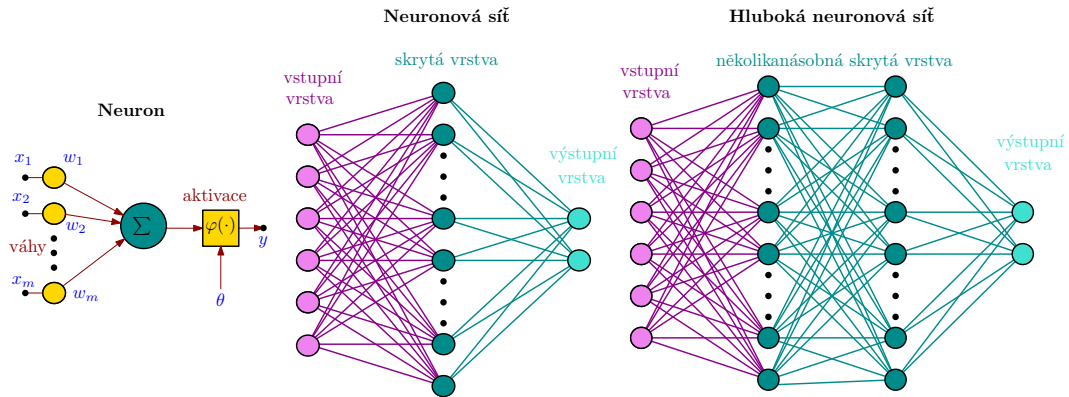 Neuron
x₁
w₁
x₂
w₂
váhy
xₘ
wₘ
∑
aktivace
φ(·)
y
θ
Neuronová síť
vstupní
vrstva
skrytá vrstva
výstupní
vrstva
Hluboká neuronová síť
vstupní
vrstva
několikanásobná skrytá vrstva
výstupní
vrstva